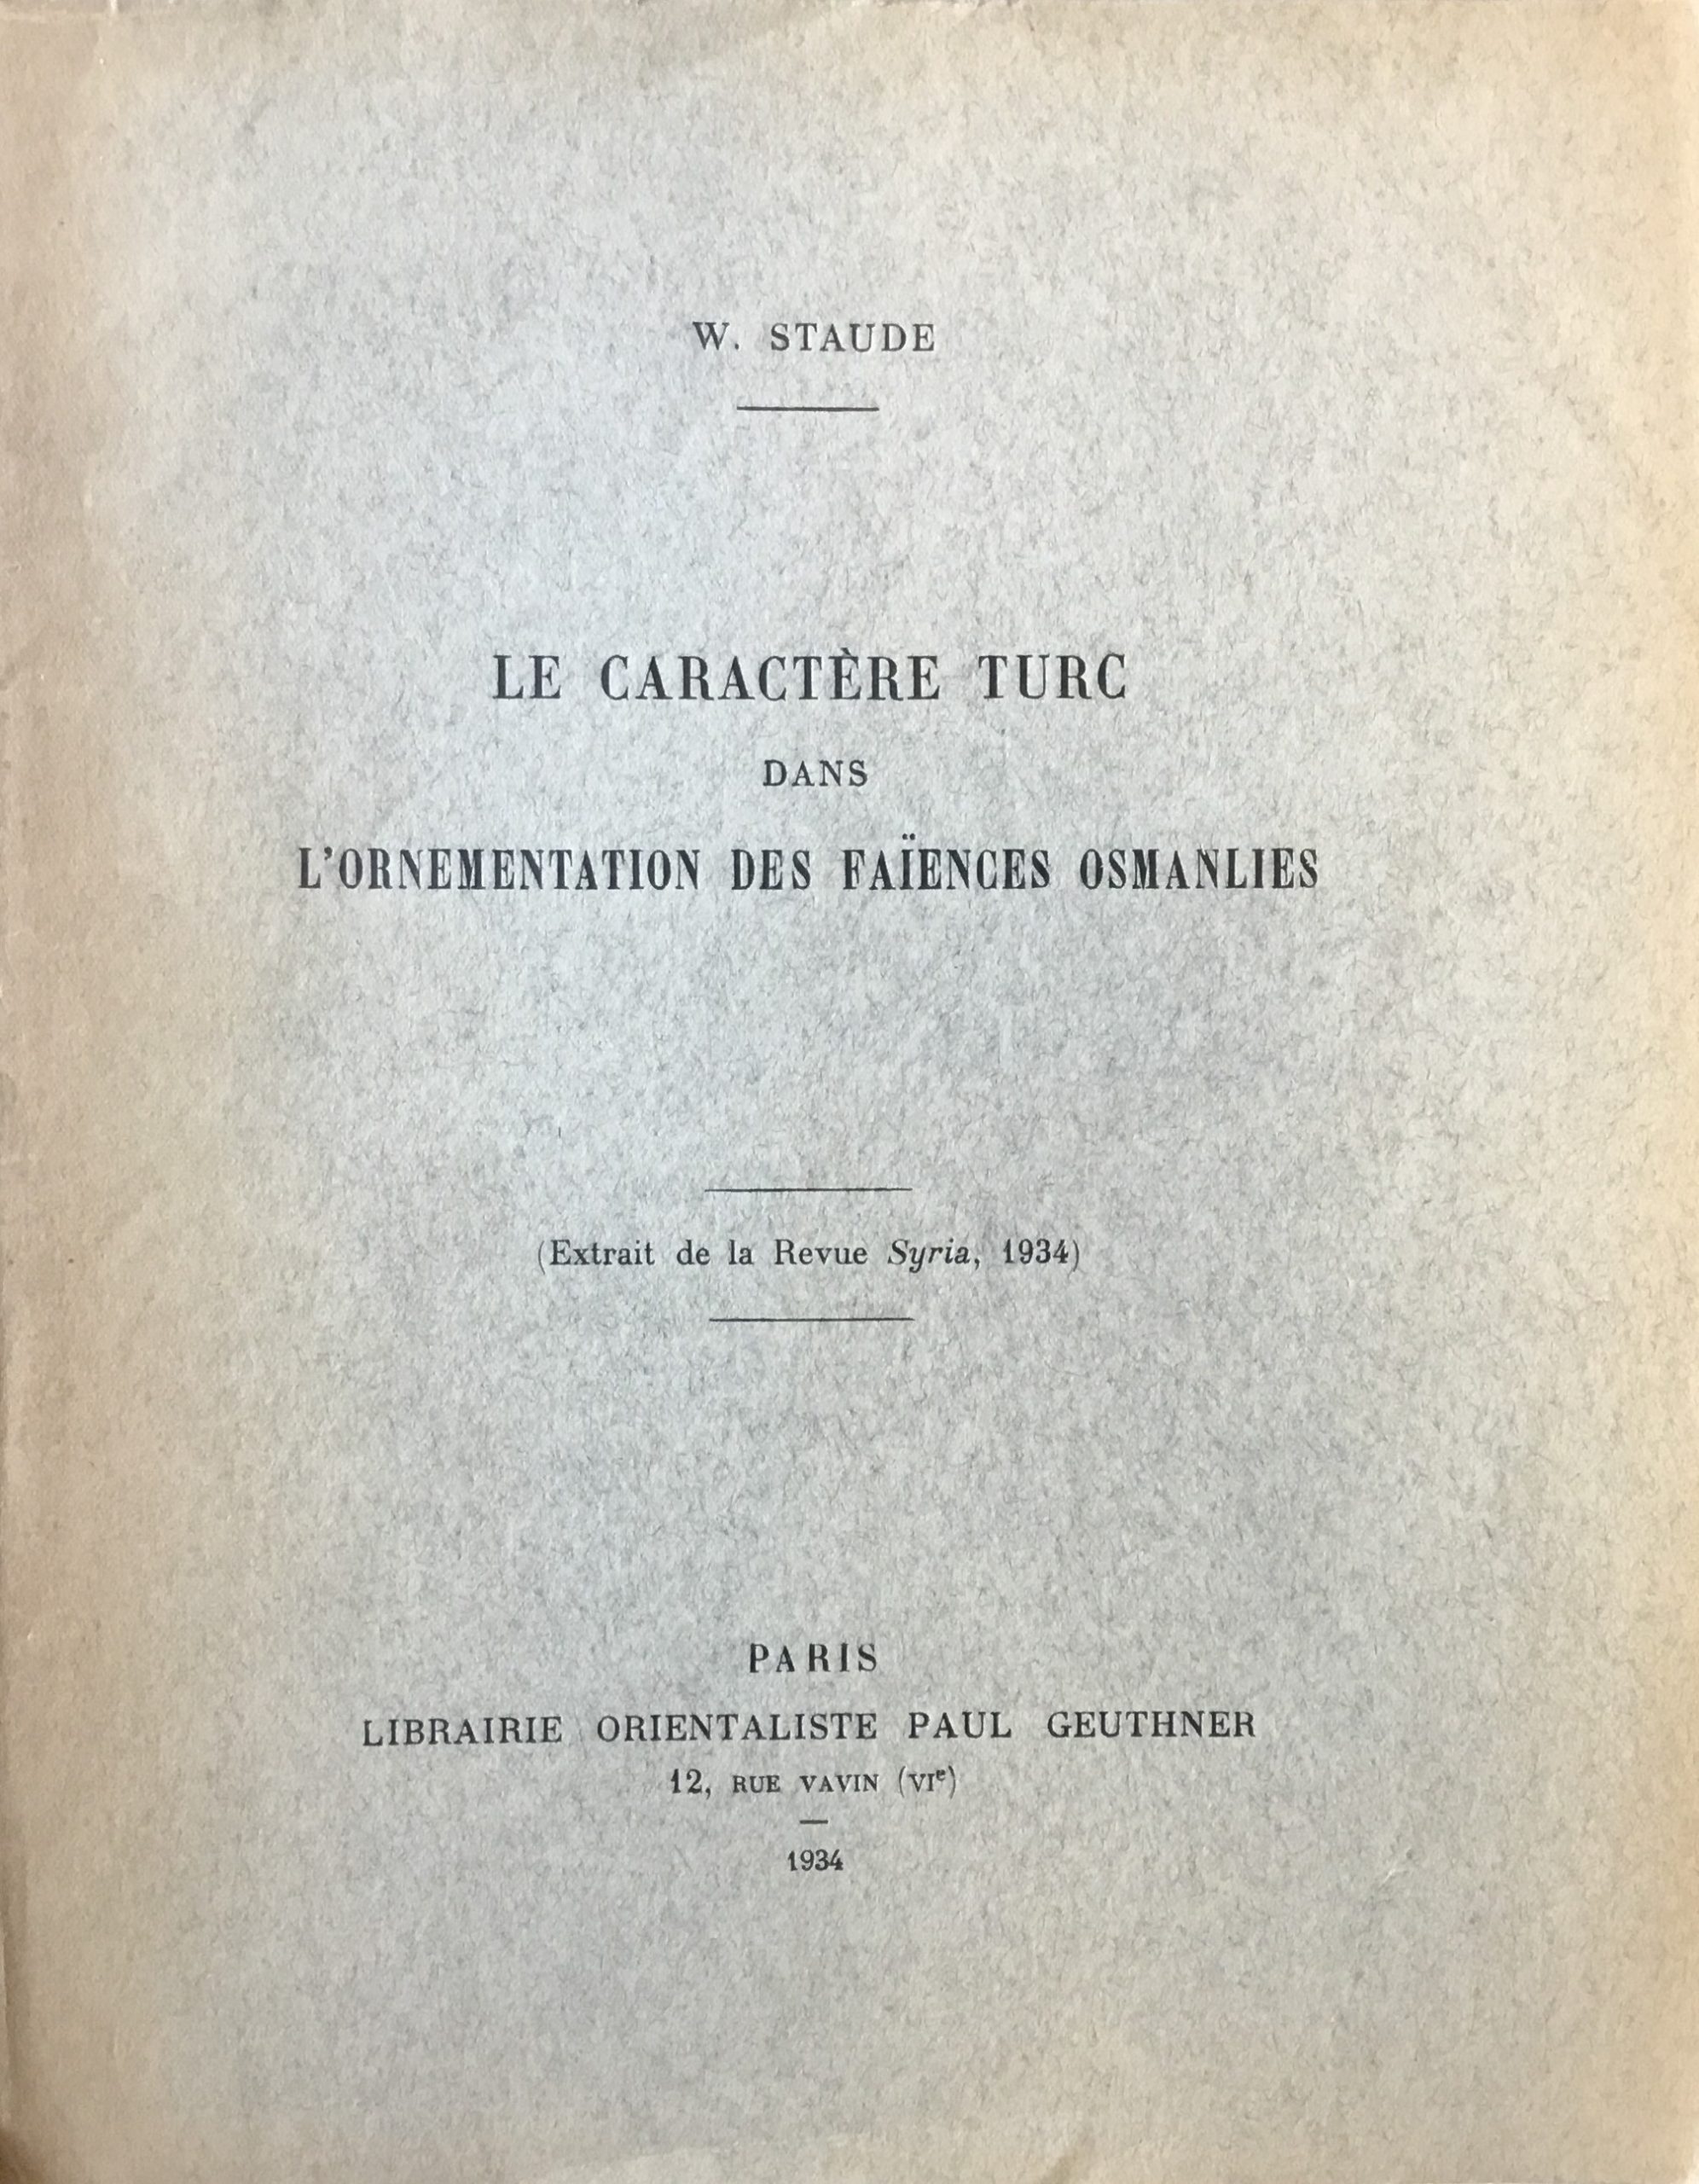 W. STAUDE
LE CARACTÈRE TURC
DANS
L'ORNEMENTATION DES FAÏENCES OSMANLIES
(Extrait de la Revue Syria, 1934)
PARIS
LIBRAIRIE ORIENTALISTE PAUL GEUTHNER
12, RUE VAVIN (VIe)
1934